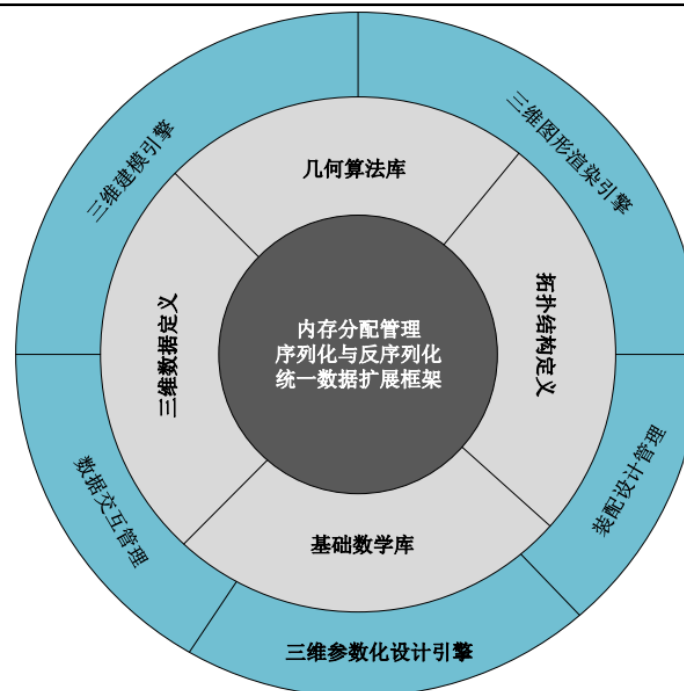 三维建模引擎
三维图形渲染引擎
几何算法库
三维数据定义
拓扑结构定义
内存分配管理
序列化与反序列化
统一数据扩展框架
数据交互管理
装配设计管理
基础数学库
三维参数化设计引擎